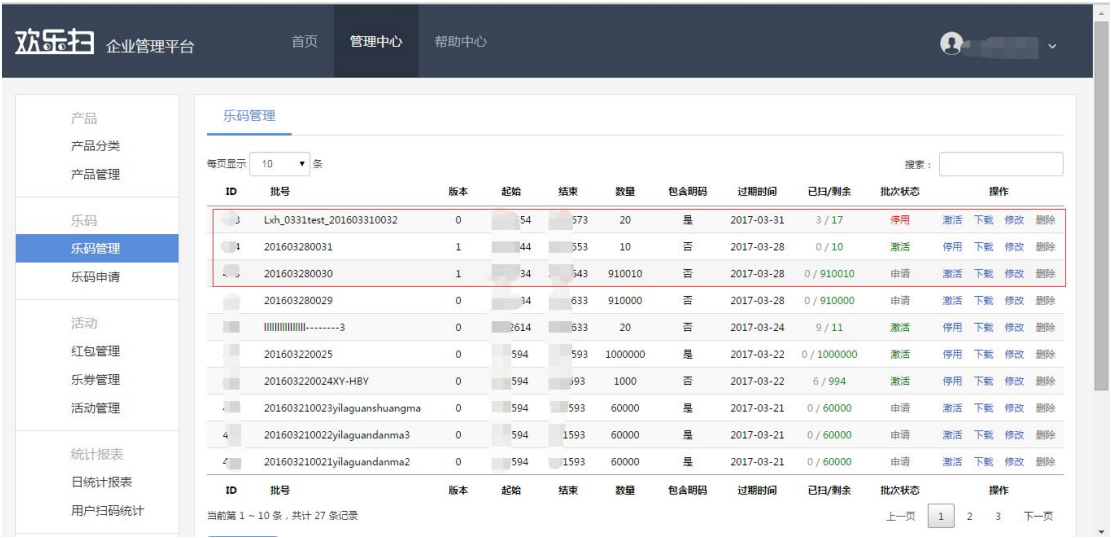 欢乐扫 企业管理平台 首页 管理中心 帮助中心
产品
产品分类
产品管理
乐码
乐码管理
乐码申请
活动
红包管理
乐券管理
活动管理
统计报表
日统计报表
用户扫码统计
乐码管理
每页显示 10 条 搜索：
ID 批号 版本 起始 结束 数量 包含明码 过期时间 已扫/剩余 批次状态 操作
Lxh_0331test_201603310032 0 54 573 20 是 2017-03-31 3 / 17 停用 激活 下载 修改 删除
201603280031 1 44 553 10 否 2017-03-28 0 / 10 激活 停用 下载 修改 删除
201603280030 1 34 543 910010 否 2017-03-28 0 / 910010 申请 激活 下载 修改 删除
201603280029 0 34 633 910000 否 2017-03-28 0 / 910000 申请 激活 下载 修改 删除
0 2614 633 20 否 2017-03-24 9 / 11 激活 停用 下载 修改 删除
201603220025 0 594 593 1000000 是 2017-03-22 0 / 1000000 激活 停用 下载 修改 删除
201603220024XY-HBY 0 594 593 1000 否 2017-03-22 6 / 994 激活 停用 下载 修改 删除
201603210023yilaguanshuangma 0 594 593 60000 是 2017-03-21 0 / 60000 申请 激活 下载 修改 删除
201603210022yilaguandanma3 0 594 1593 60000 是 2017-03-21 0 / 60000 申请 激活 下载 修改 删除
201603210021yilaguandanma2 0 594 1593 60000 是 2017-03-21 0 / 60000 申请 激活 下载 修改 删除
ID 批号 版本 起始 结束 数量 包含明码 过期时间 已扫/剩余 批次状态 操作
当前第 1 ~ 10 条，共计 27 条记录 上一页 1 2 3 下一页